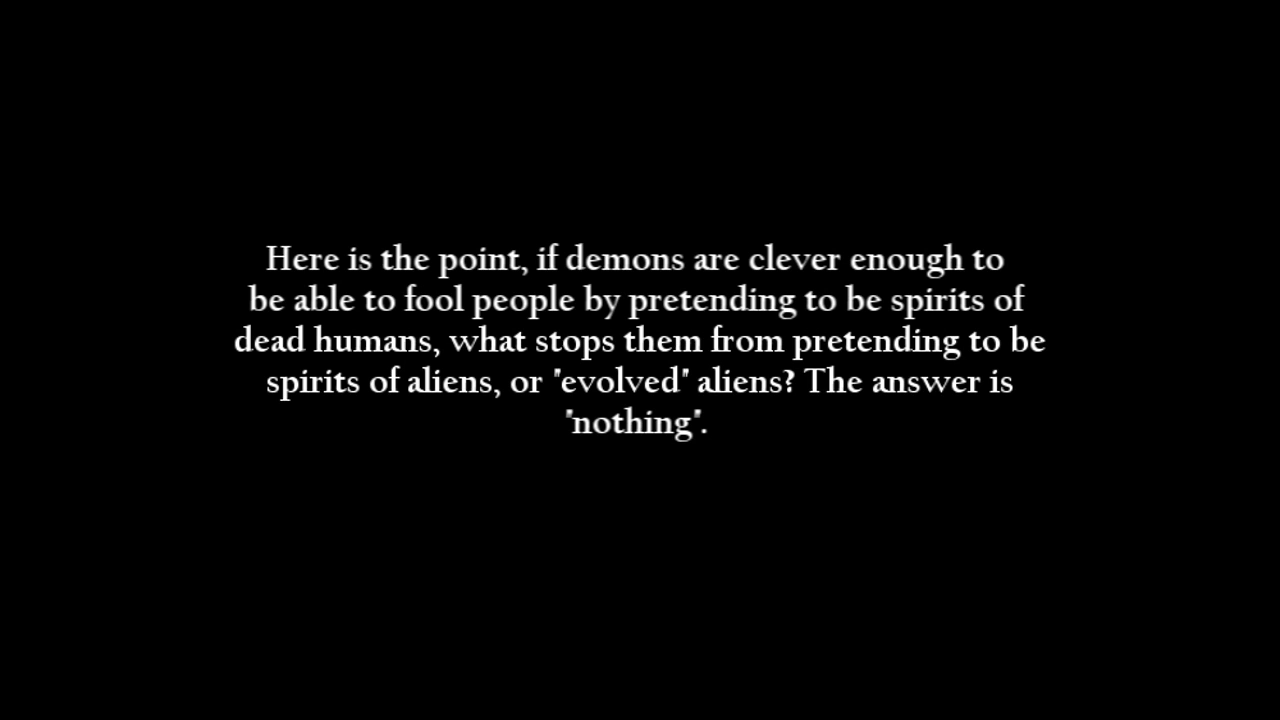 Here is the point, if demons are clever enough to
be able to fool people by pretending to be spirits of
dead humans, what stops them from pretending to be
spirits of aliens, or "evolved" aliens? The answer is
"nothing".